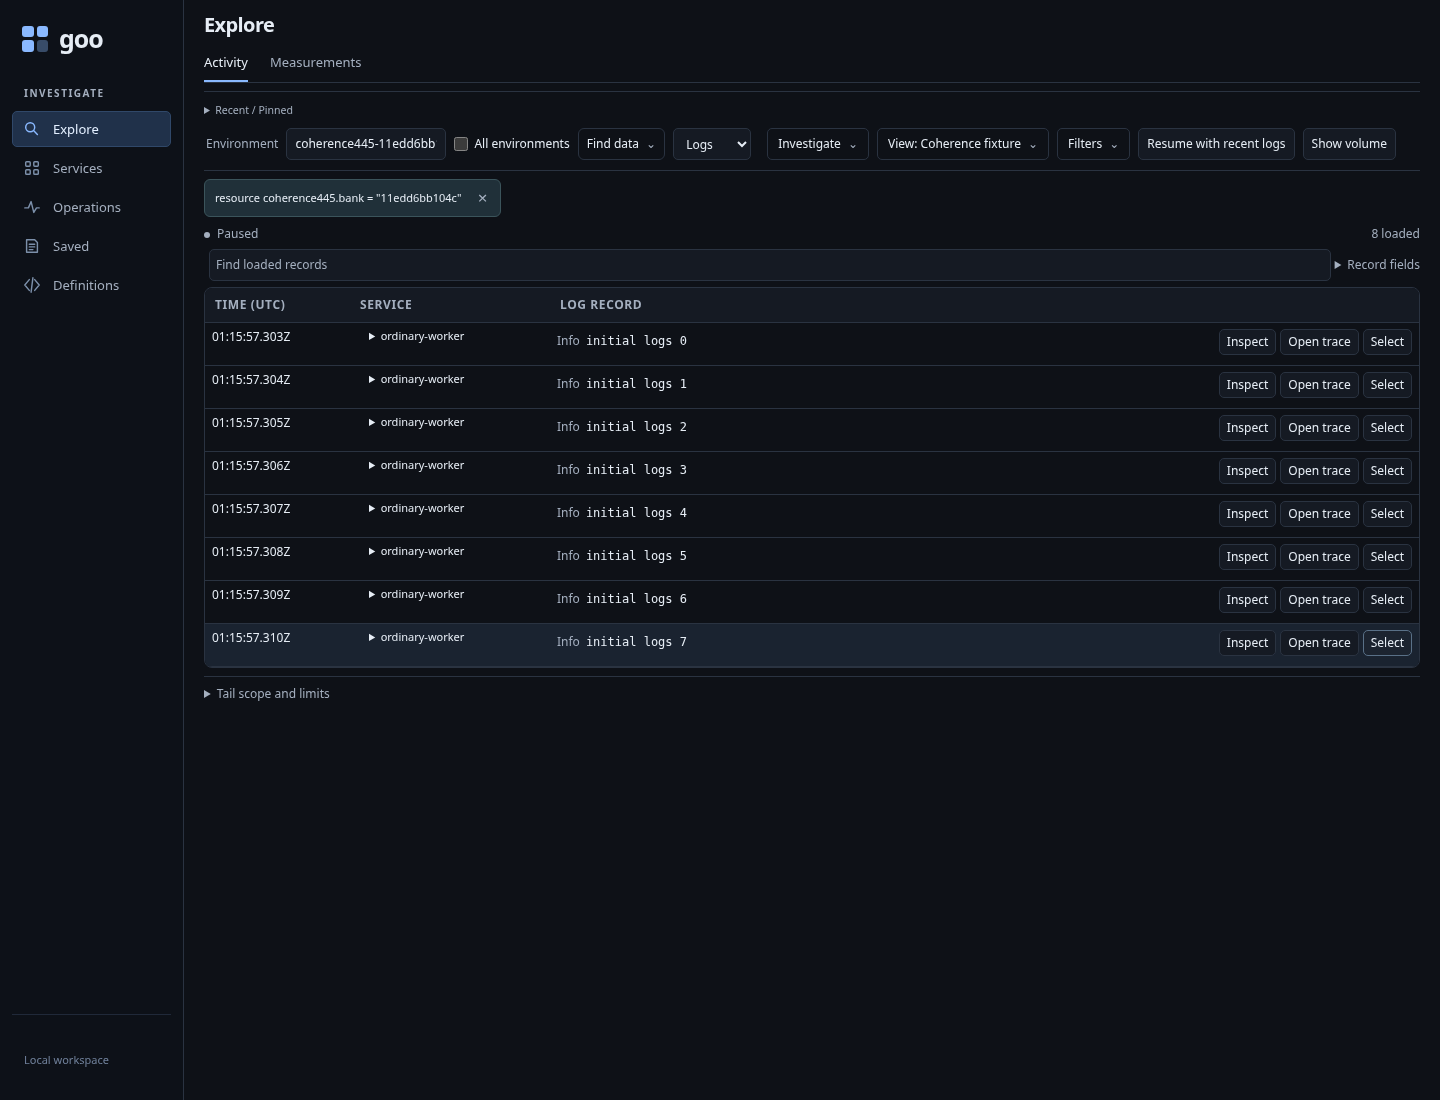 goo
INVESTIGATE
Explore
Services
Operations
Saved
Definitions
Local workspace
Explore
Activity Measurements
Recent / Pinned
Environment coherence445-11edd6bb All environments Find data Logs Investigate View: Coherence fixture Filters Resume with recent logs Show volume
resource coherence445.bank = "11edd6bb104c" ×
Paused 8 loaded
Find loaded records Record fields
TIME (UTC) SERVICE LOG RECORD
01:15:57.303Z ordinary-worker Info initial logs 0 Inspect Open trace Select
01:15:57.304Z ordinary-worker Info initial logs 1 Inspect Open trace Select
01:15:57.305Z ordinary-worker Info initial logs 2 Inspect Open trace Select
01:15:57.306Z ordinary-worker Info initial logs 3 Inspect Open trace Select
01:15:57.307Z ordinary-worker Info initial logs 4 Inspect Open trace Select
01:15:57.308Z ordinary-worker Info initial logs 5 Inspect Open trace Select
01:15:57.309Z ordinary-worker Info initial logs 6 Inspect Open trace Select
01:15:57.310Z ordinary-worker Info initial logs 7 Inspect Open trace Select
Tail scope and limits